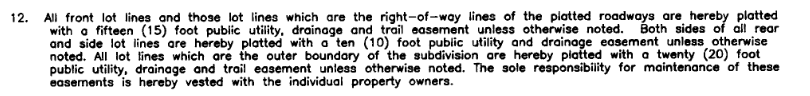 12. All front lot lines and those lot lines which are the right-of-way lines of the platted roadways are hereby platted
with a fifteen (15) foot public utility, drainage and trail easement unless otherwise noted. Both sides of all rear
and side lot lines are hereby platted with a ten (10) foot public utility and drainage easement unless otherwise
noted. All lot lines which are the outer boundary of the subdivision are hereby platted with a twenty (20) foot
public utility, drainage and trail easement unless otherwise noted. The sole responsibility for maintenance of these
easements is hereby vested with the individual property owners.